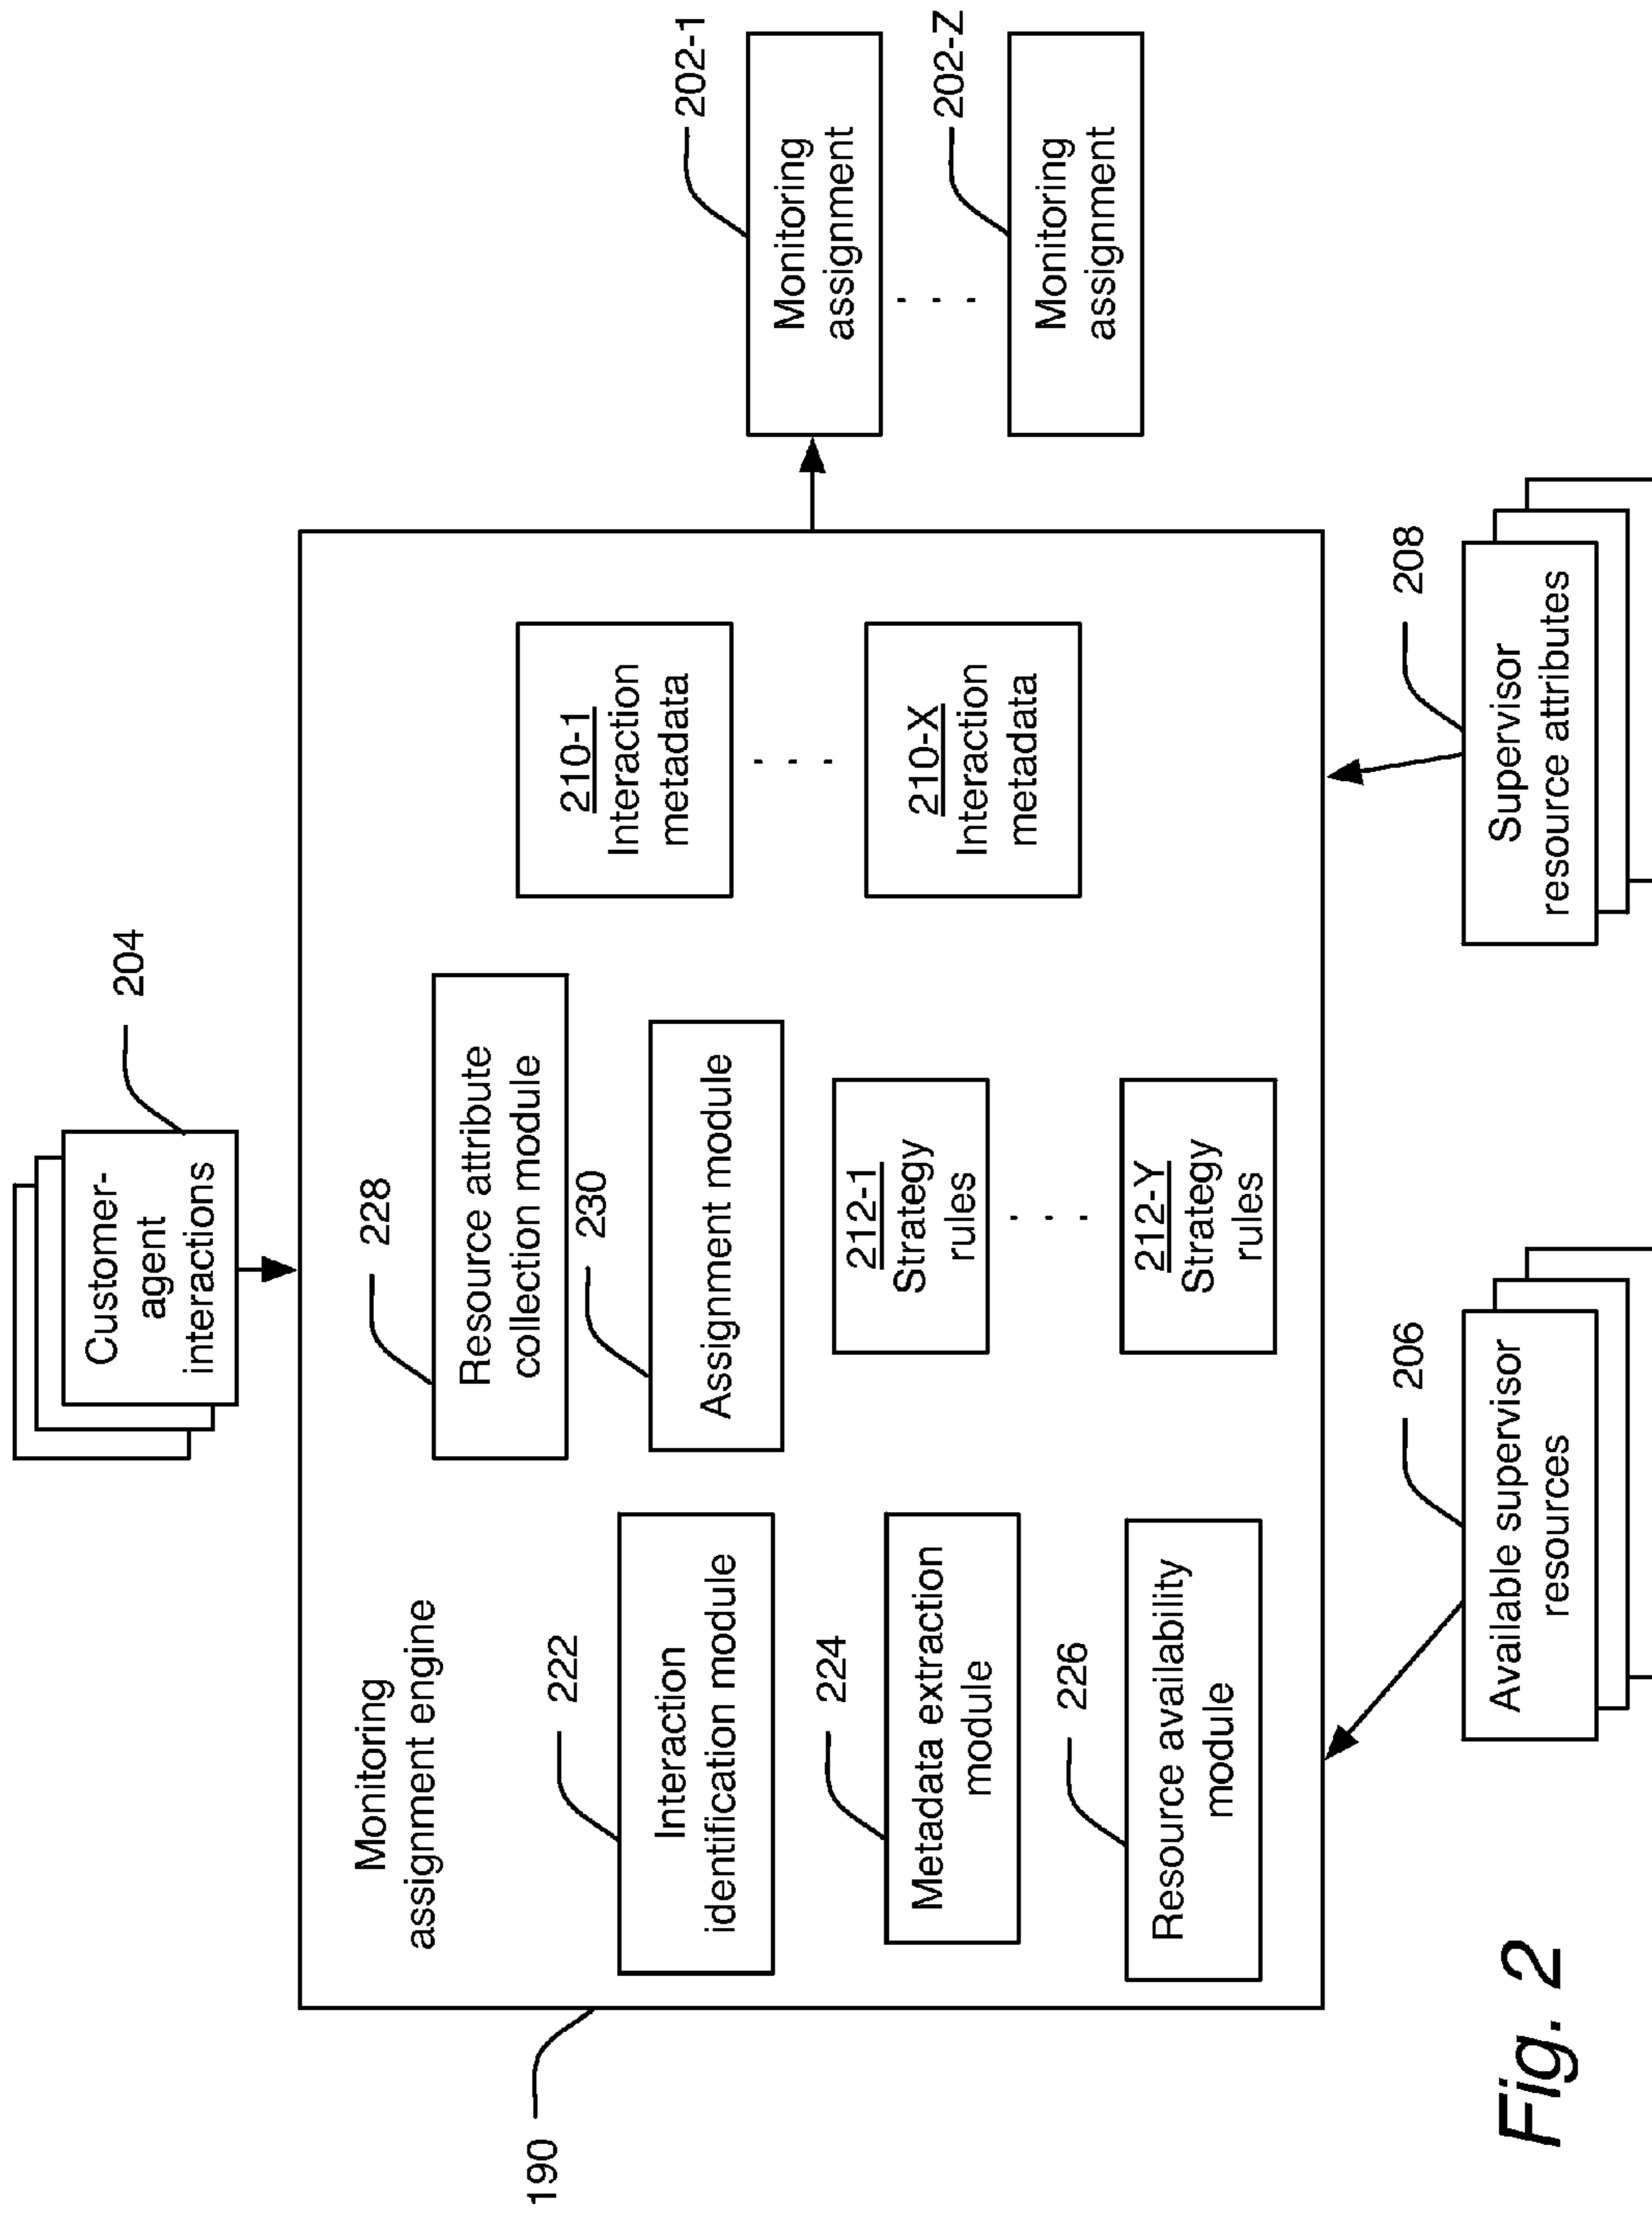 204
Customer-
agent
interactions
Monitoring
assignment engine
190
222
Interaction
identification module
224
Metadata extraction
module
226
Resource availability
module
228
Resource attribute
collection module
230
Assignment module
212-1
Strategy
rules
. . .
212-Y
Strategy
rules
210-1
Interaction
metadata
. . .
210-X
Interaction
metadata
202-1
Monitoring
assignment
. . .
202-Z
Monitoring
assignment
206
Available supervisor
resources
208
Supervisor
resource attributes
Fig. 2